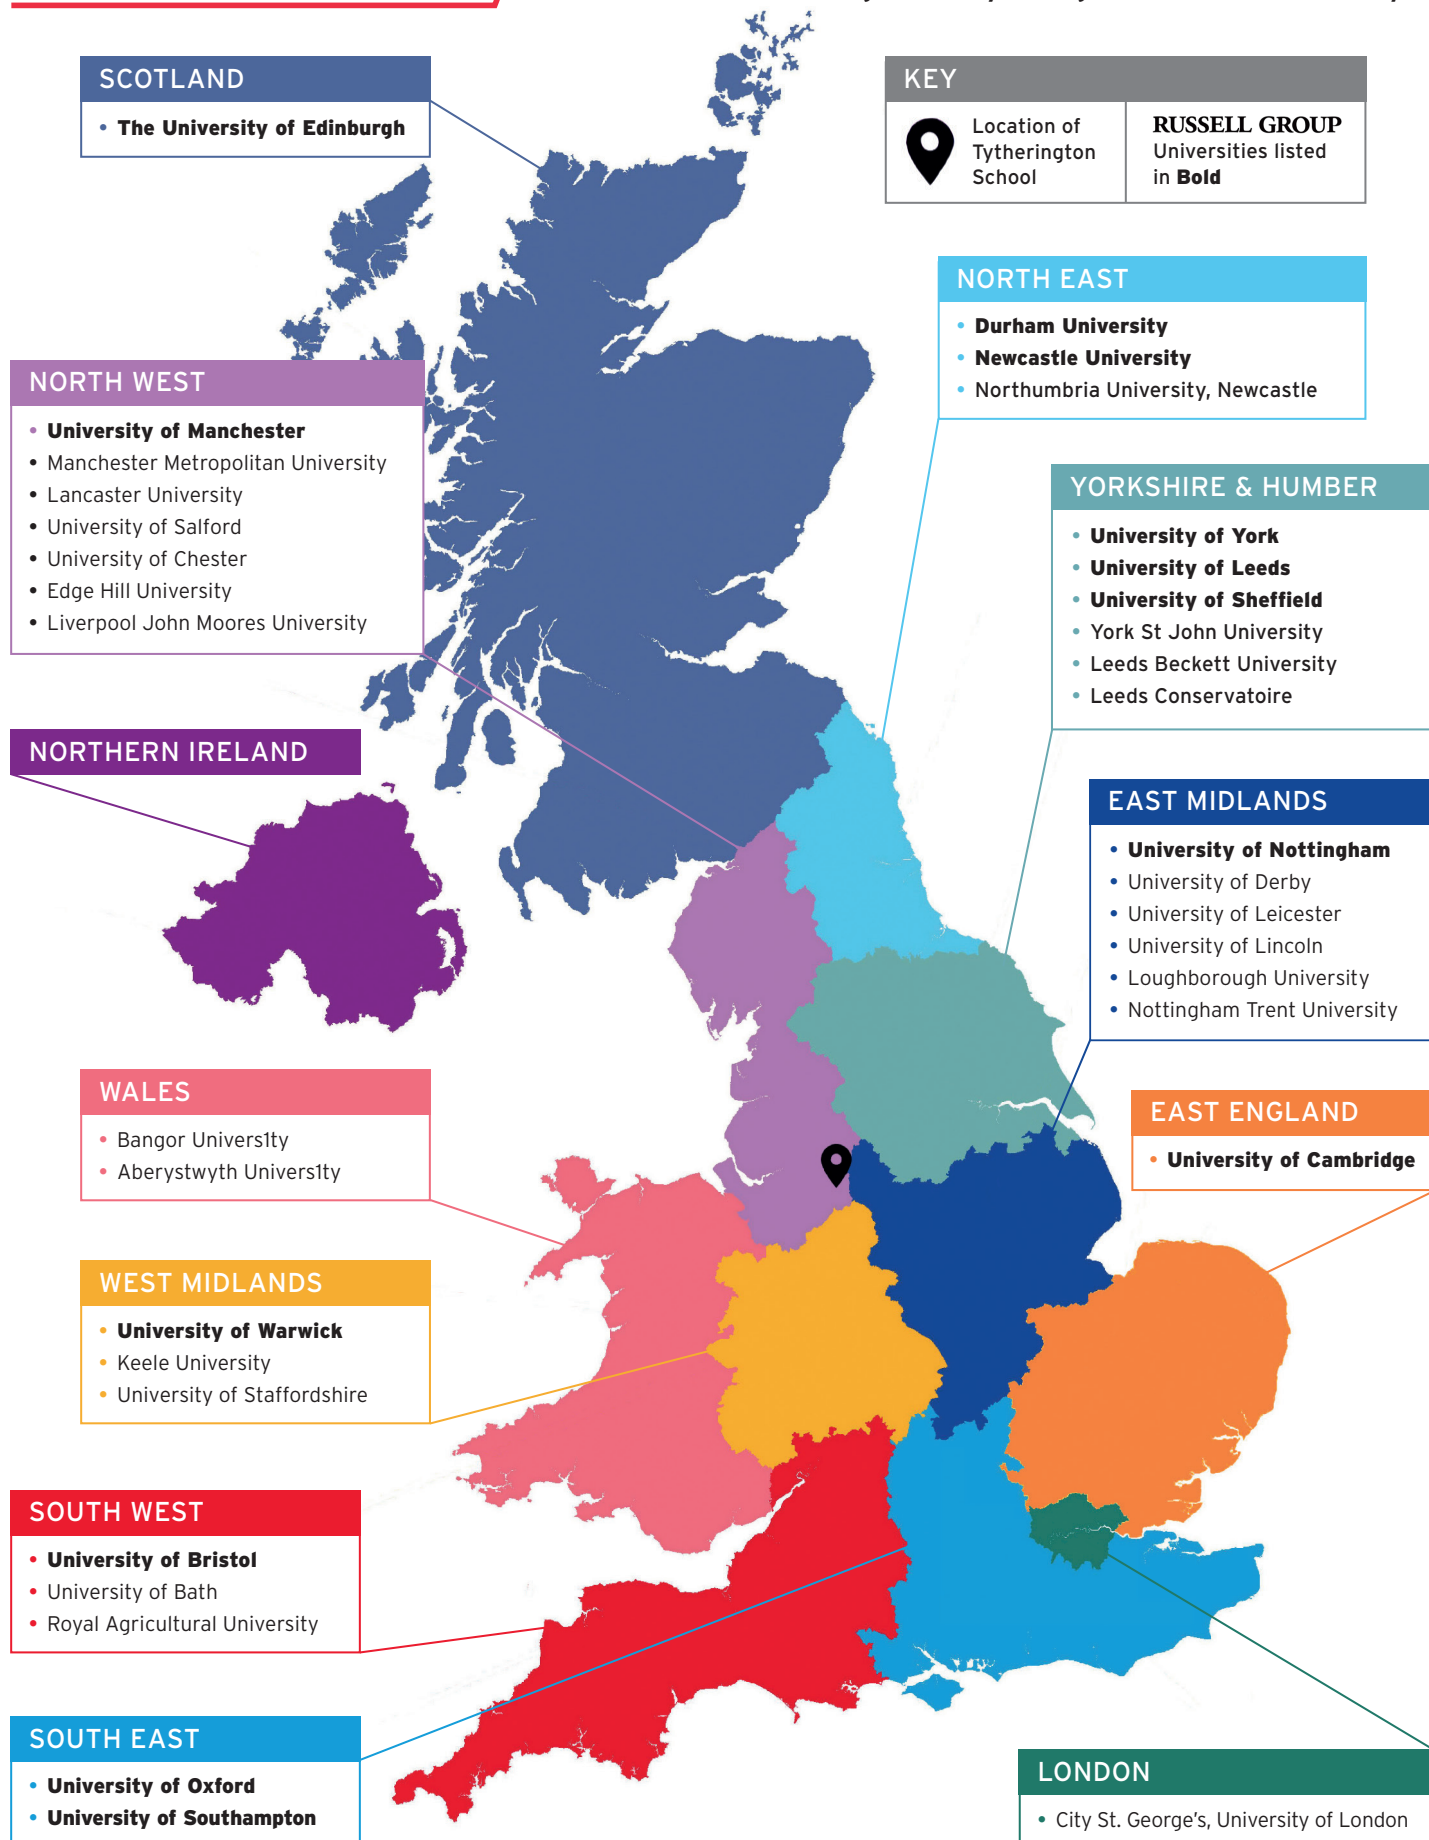 SCOTLAND
• The University of Edinburgh
KEY
Location of
Tytherington
School
RUSSELL GROUP
Universities listed
in Bold
NORTH EAST
• Durham University
• Newcastle University
• Northumbria University, Newcastle
NORTH WEST
• University of Manchester
• Manchester Metropolitan University
• Lancaster University
• University of Salford
• University of Chester
• Edge Hill University
• Liverpool John Moores University
YORKSHIRE & HUMBER
• University of York
• University of Leeds
• University of Sheffield
• York St John University
• Leeds Beckett University
• Leeds Conservatoire
NORTHERN IRELAND
EAST MIDLANDS
• University of Nottingham
• University of Derby
• University of Leicester
• University of Lincoln
• Loughborough University
• Nottingham Trent University
WALES
• Bangor Univers1ty
• Aberystwyth Univers1ty
EAST ENGLAND
• University of Cambridge
WEST MIDLANDS
• University of Warwick
• Keele University
• University of Staffordshire
SOUTH WEST
• University of Bristol
• University of Bath
• Royal Agricultural University
SOUTH EAST
• University of Oxford
• University of Southampton
LONDON
• City St. George's, University of London